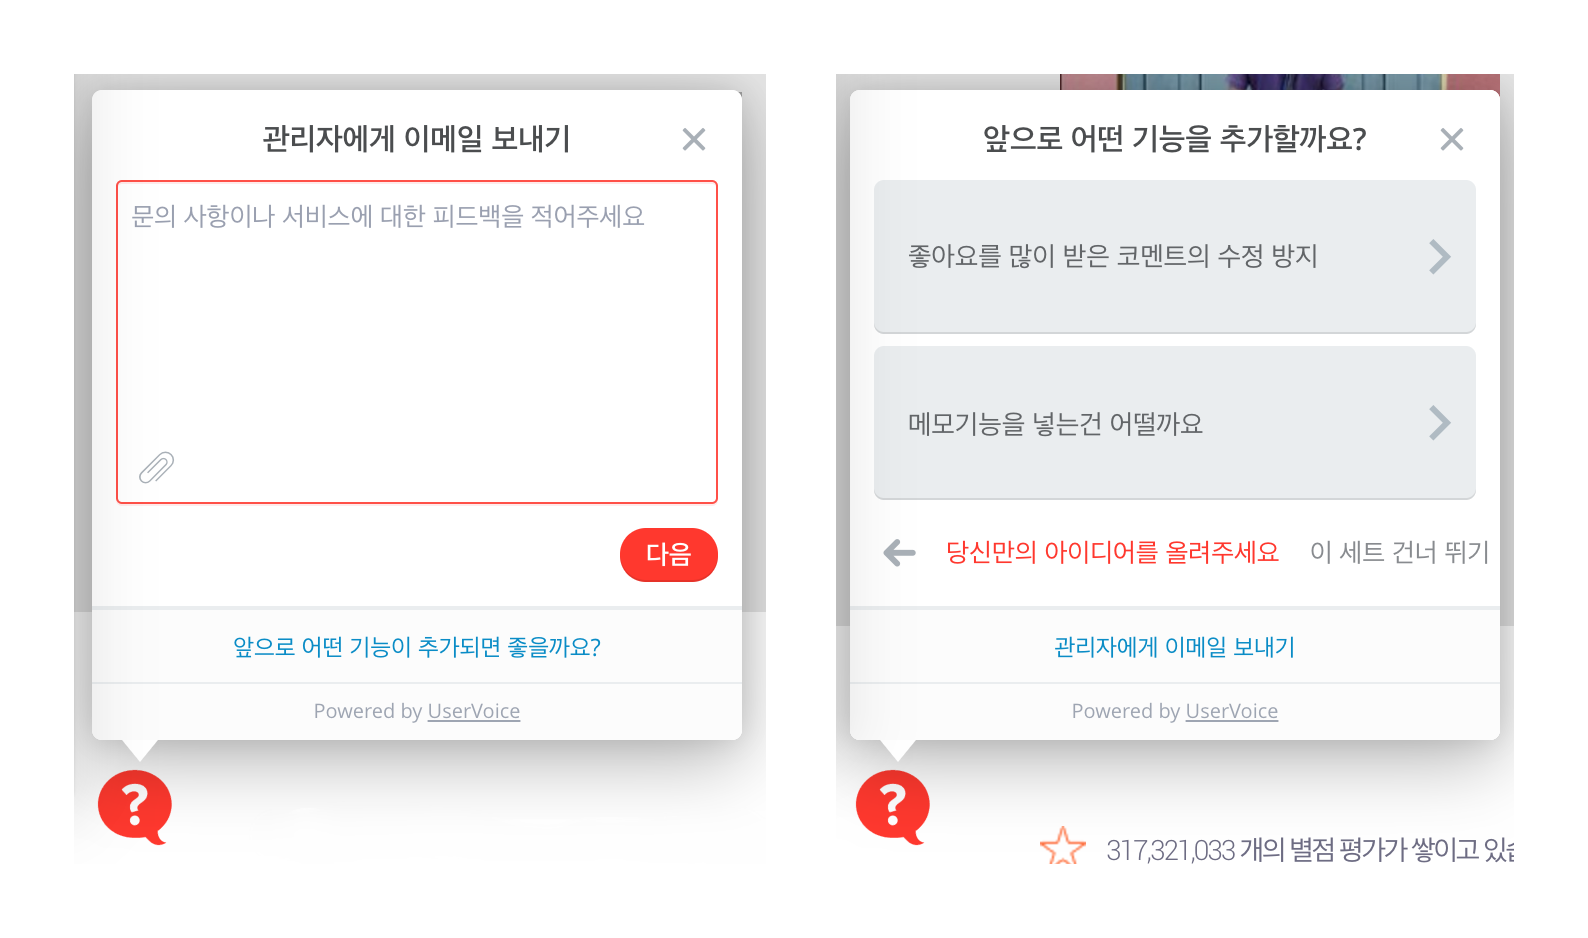 관리자에게 이메일 보내기
문의 사항이나 서비스에 대한 피드백을 적어주세요
다음
앞으로 어떤 기능이 추가되면 좋을까요?
Powered by UserVoice
?
앞으로 어떤 기능을 추가할까요?
좋아요를 많이 받은 코멘트의 수정 방지
메모기능을 넣는건 어떨까요
당신만의 아이디어를 올려주세요 이 세트 건너 뛰기
관리자에게 이메일 보내기
Powered by UserVoice
?
317,321,033 개의 별점 평가가 쌓이고 있